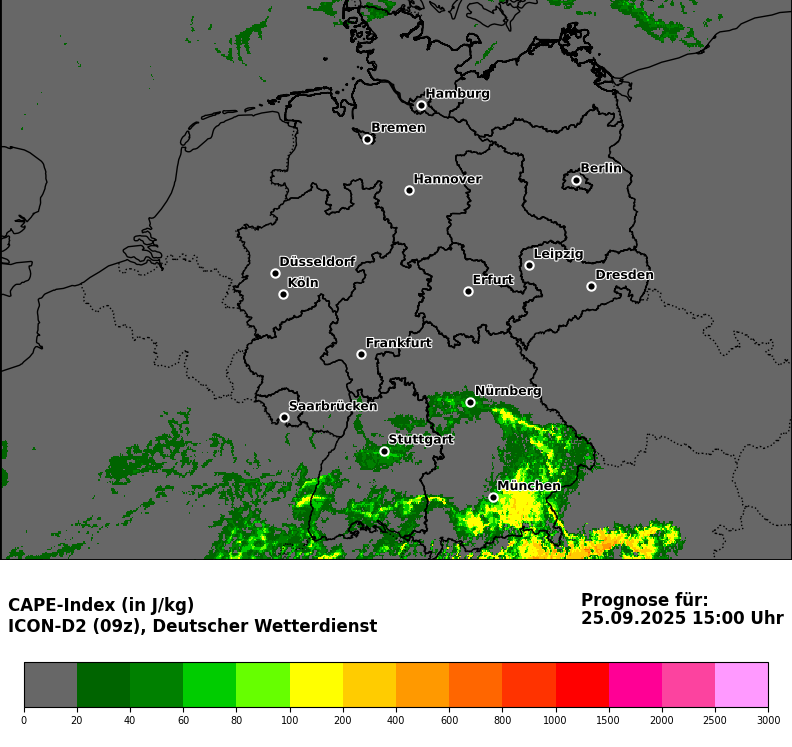 Hamburg
Bremen
Berlin
Hannover
Leipzig
Düsseldorf
Dresden
Köln
Erfurt
Frankfurt
Nürnberg
Saarbrücken
Stuttgart
München
CAPE-Index (in J/kg)
ICON-D2 (09z), Deutscher Wetterdienst
Prognose für:
25.09.2025 15:00 Uhr
0 20 40 60 80 100 200 400 600 800 1000 1500 2000 2500 3000